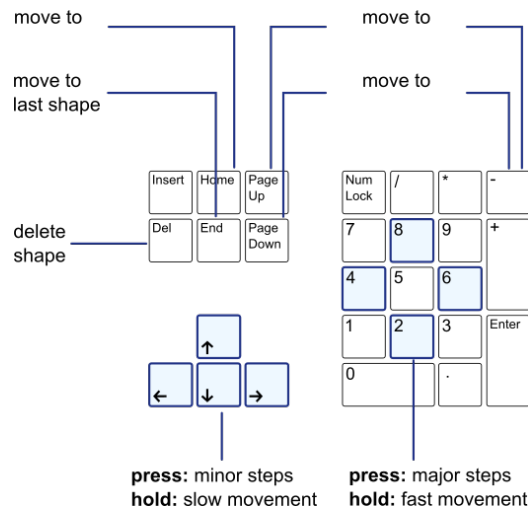 move to
move to
move to
last shape
move to
Insert
Home
Page
Up
Num
Lock
/
*
-
delete
shape
Del
End
Page
Down
7
8
9
+
4
5
6
↑
1
2
3
Enter
←
↓
→
0
.
press: minor steps
hold: slow movement
press: major steps
hold: fast movement